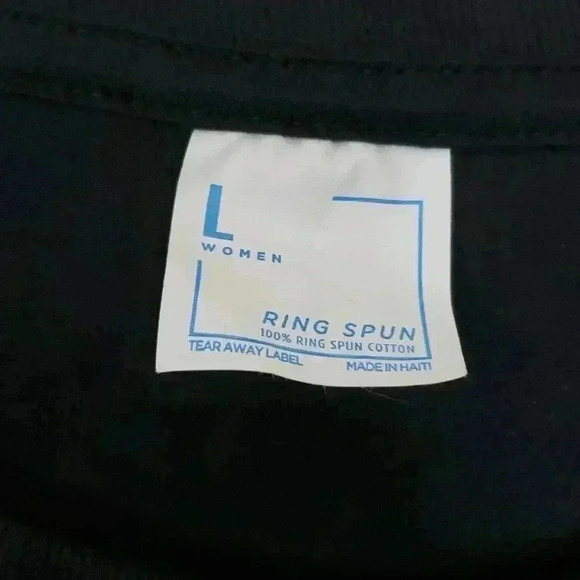 L
WOMEN
RING SPUN
100% RING SPUN COTTON
TEAR AWAY LABEL MADE IN HAITI